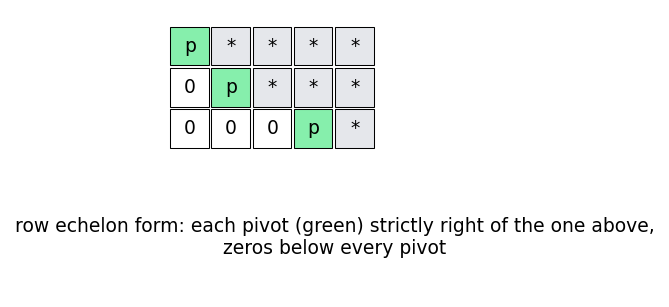 p * * * *
0 p * * *
0 0 0 p *
row echelon form: each pivot (green) strictly right of the one above,
zeros below every pivot